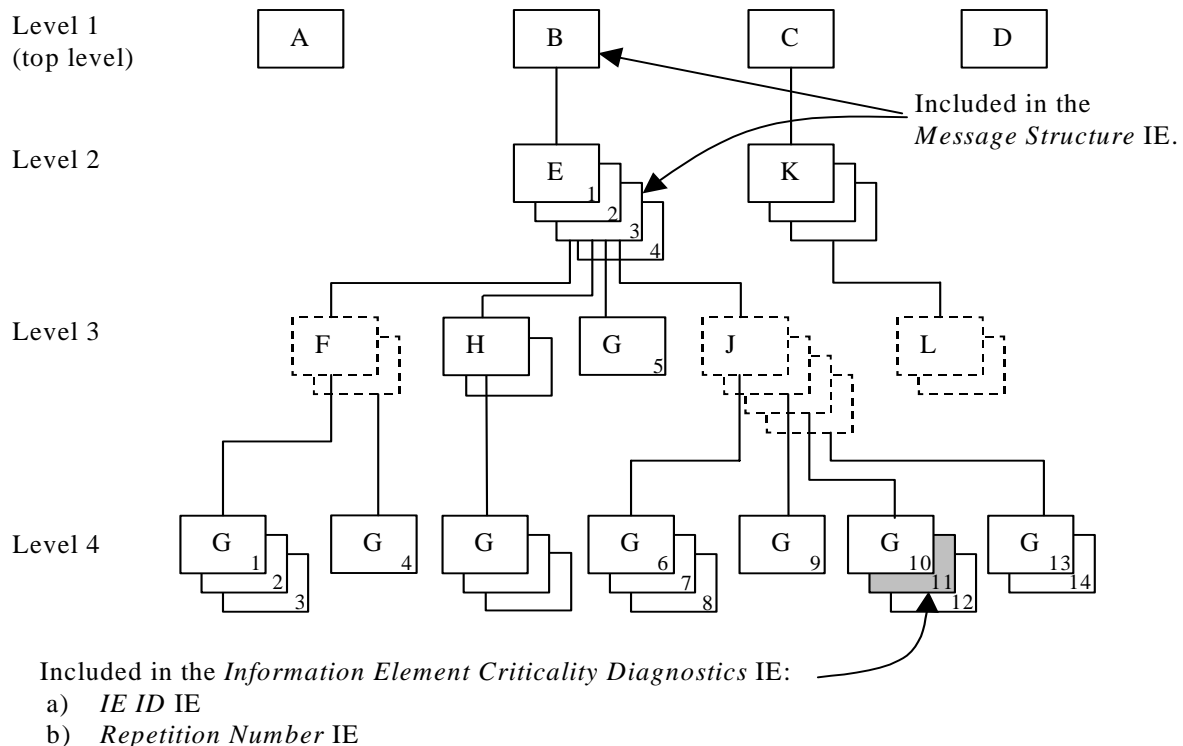 Level 1
(top level)
A
B
C
D
Included in the
Message Structure IE.
Level 2
E
1
2
3
4
K
Level 3
F
H
G
5
J
L
Level 4
G
1
2
3
G
4
G
G
6
7
8
G
9
G
10
11
12
G
13
14
Included in the Information Element Criticality Diagnostics IE:
a) IE ID IE
b) Repetition Number IE